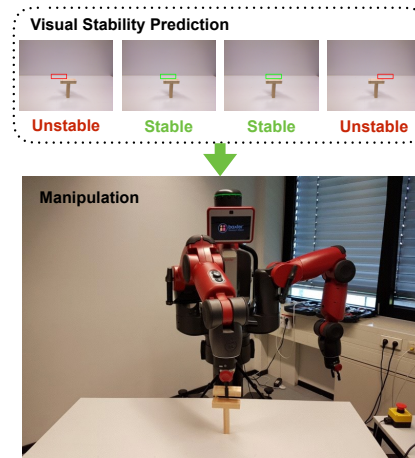 Visual Stability Prediction
Unstable
Stable
Stable
Unstable
Manipulation